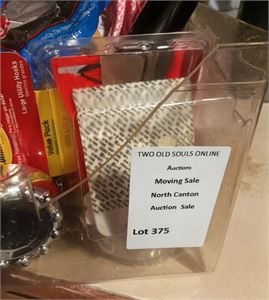 Large Utility Hooks
Value Pack
TWO OLD SOULS ONLINE
Auctions
Moving Sale
North Canton
Auction Sale
Lot 375